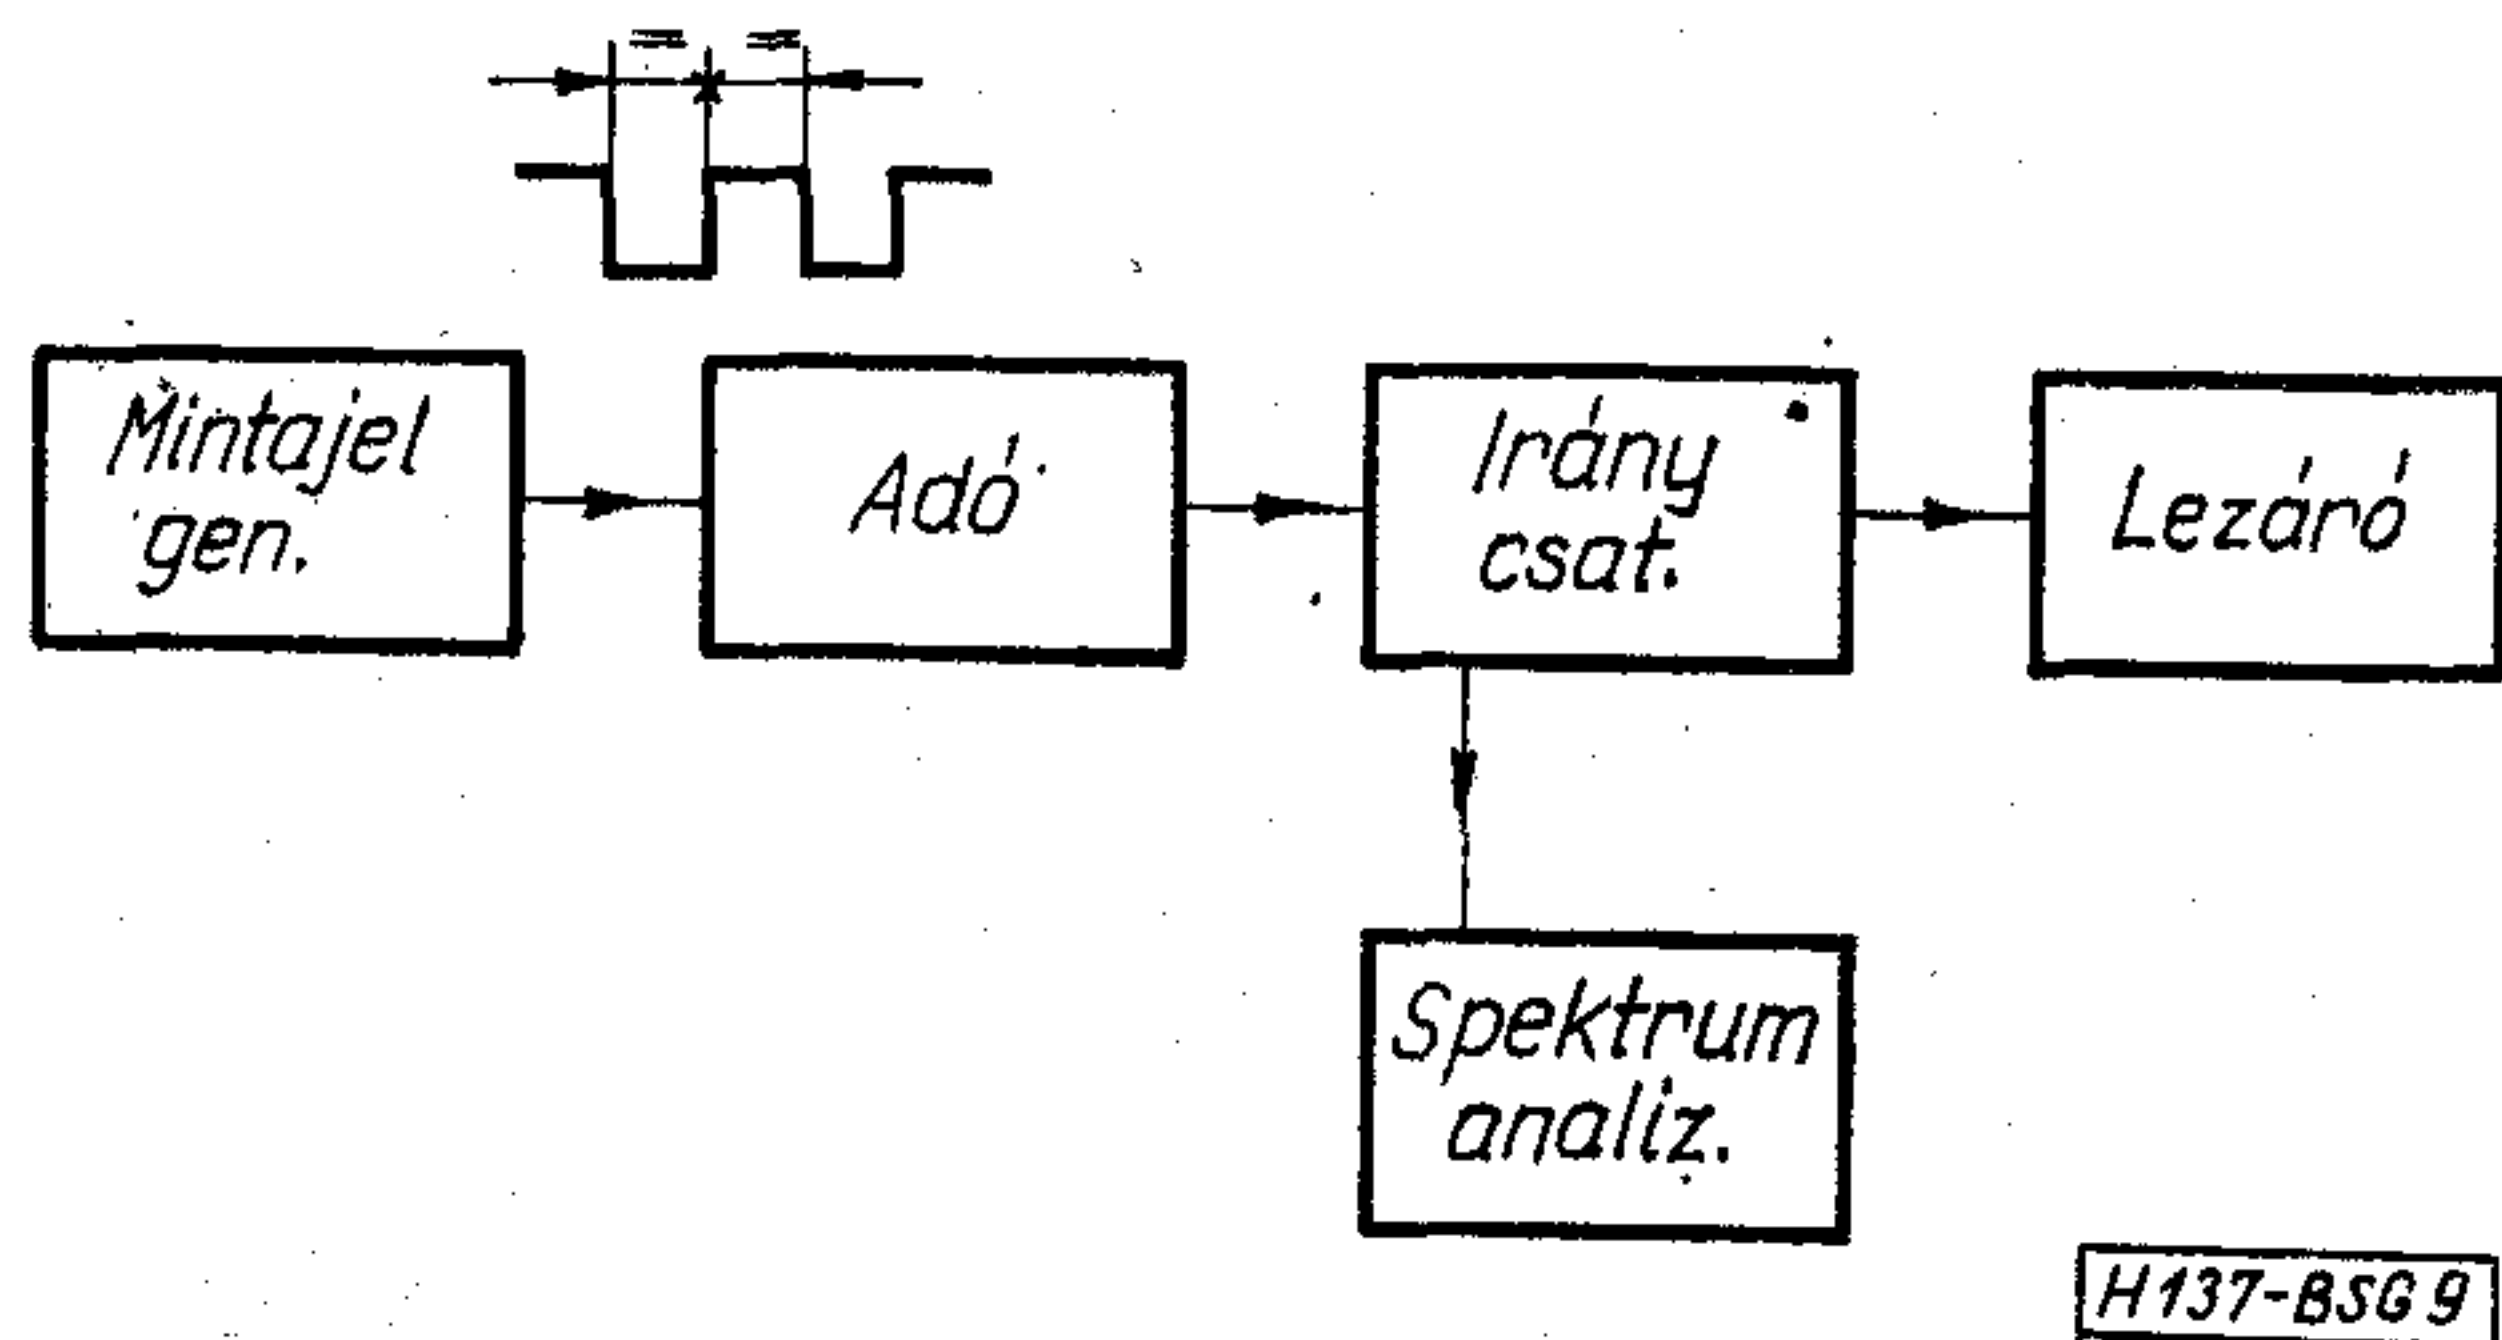 Mintajel
gen.
Adó
Irány
csat.
Lezáró
Spektrum
analiz.
H137-BSG 9